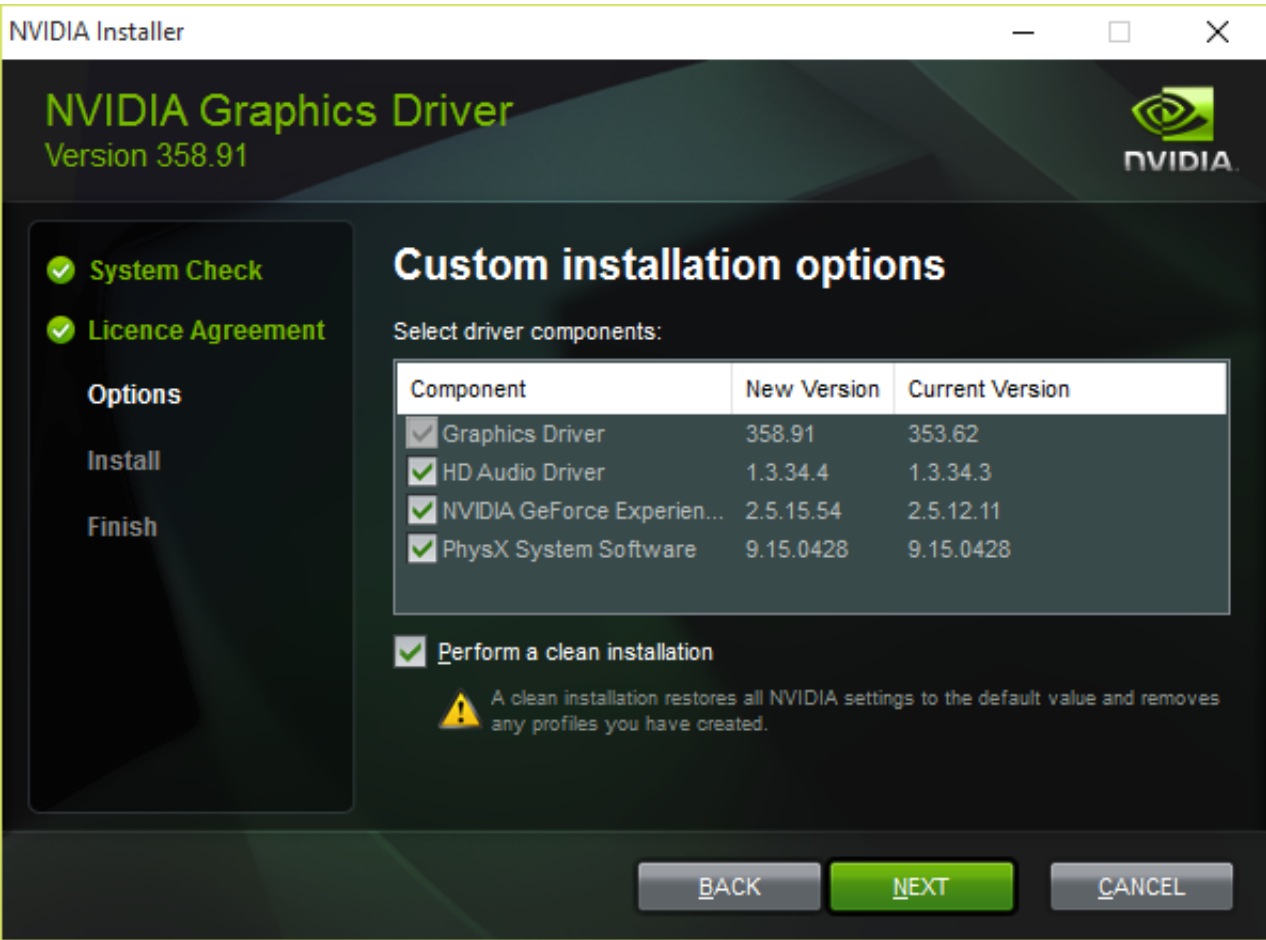 NVIDIA Installer
NVIDIA Graphics Driver
Version 358.91
NVIDIA.
System Check
Licence Agreement
Options
Install
Finish
Custom installation options
Select driver components:
Component New Version Current Version
Graphics Driver 358.91 353.62
HD Audio Driver 1.3.34.4 1.3.34.3
NVIDIA GeForce Experien... 2.5.15.54 2.5.12.11
PhysX System Software 9.15.0428 9.15.0428
Perform a clean installation
A clean installation restores all NVIDIA settings to the default value and removes
any profiles you have created.
BACK NEXT CANCEL